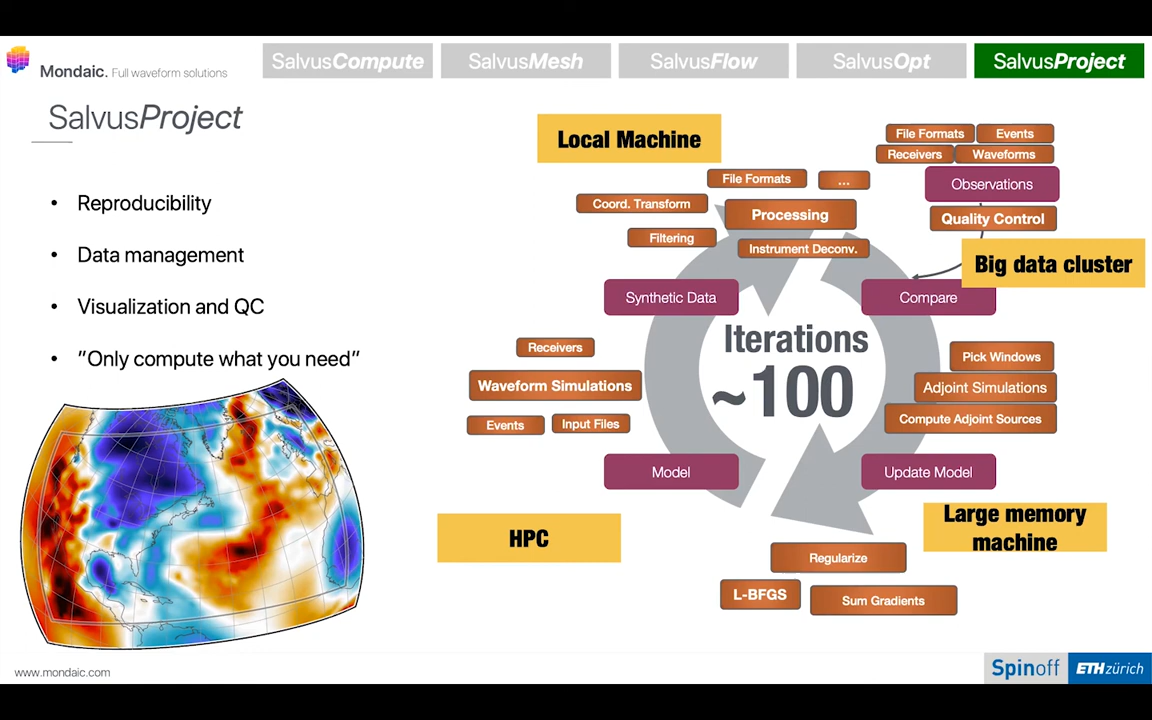 Mondaic. Full waveform solutions
SalvusCompute
SalvusMesh
SalvusFlow
SalvusOpt
SalvusProject
SalvusProject
• Reproducibility
• Data management
• Visualization and QC
• ”Only compute what you need”
Local Machine
File Formats
Events
Receivers
Waveforms
Observations
Quality Control
Big data cluster
File Formats
...
Coord. Transform
Processing
Filtering
Instrument Deconv.
Synthetic Data
Compare
Iterations
~100
Receivers
Waveform Simulations
Events
Input Files
Pick Windows
Adjoint Simulations
Compute Adjoint Sources
Model
Update Model
HPC
Large memory
machine
Regularize
L-BFGS
Sum Gradients
www.mondaic.com
Spinoff
ETH zürich